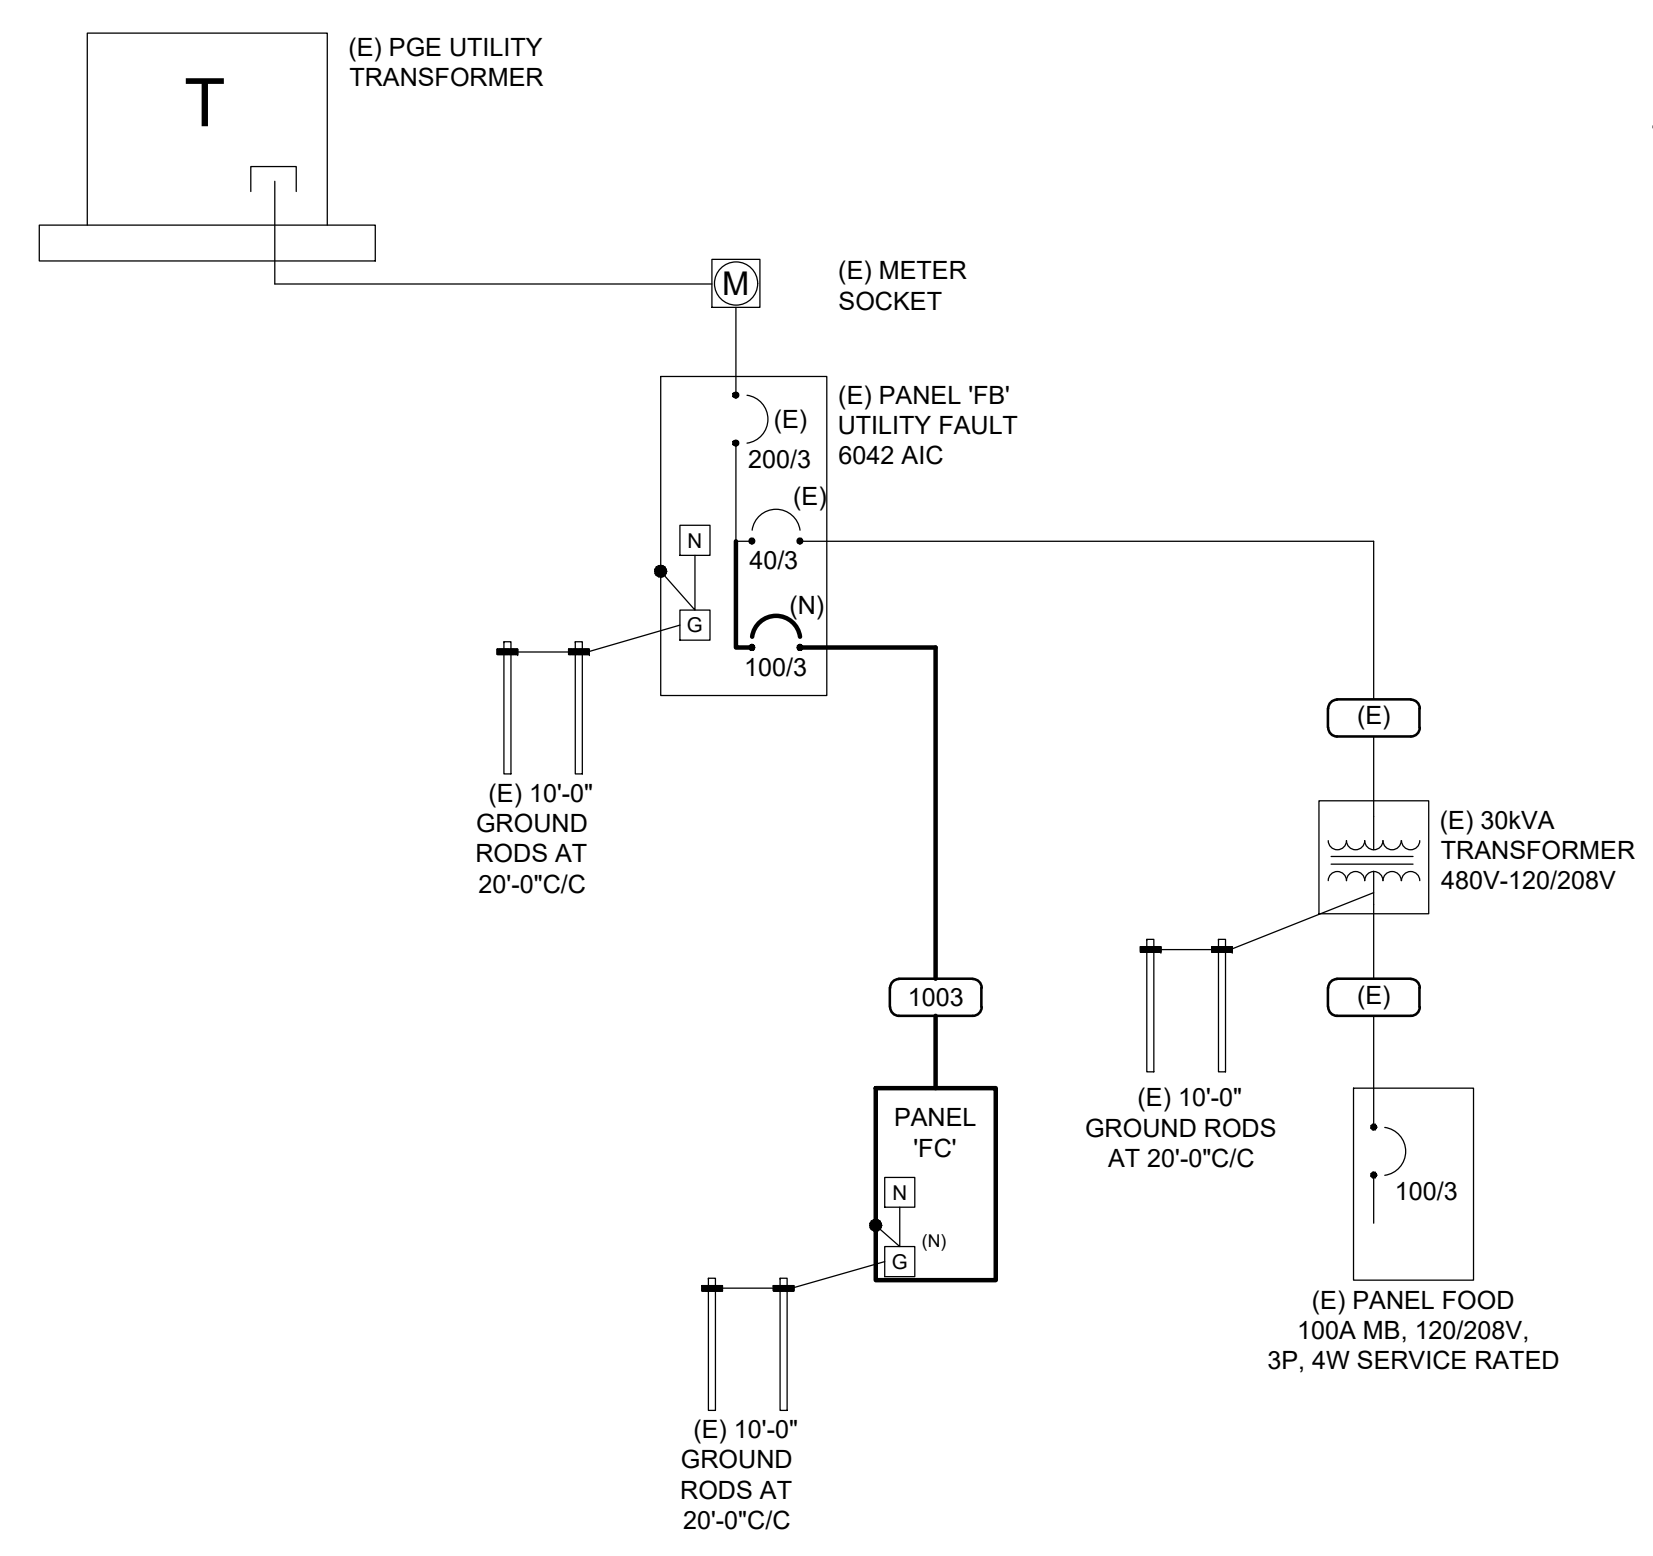 (E) PGE UTILITY
TRANSFORMER
T
M
(E) METER
SOCKET
(E) PANEL 'FB'
UTILITY FAULT
6042 AIC
(E)
200/3
(E)
40/3
N
(N)
G
100/3
(E) 10'-0"
GROUND
RODS AT
20'-0"C/C
(E)
(E) 30kVA
TRANSFORMER
480V-120/208V
1003
(E)
PANEL
'FC'
N
(N)
G
(E) 10'-0"
GROUND RODS
AT 20'-0"C/C
100/3
(E) PANEL FOOD
100A MB, 120/208V,
3P, 4W SERVICE RATED
(E) 10'-0"
GROUND
RODS AT
20'-0"C/C